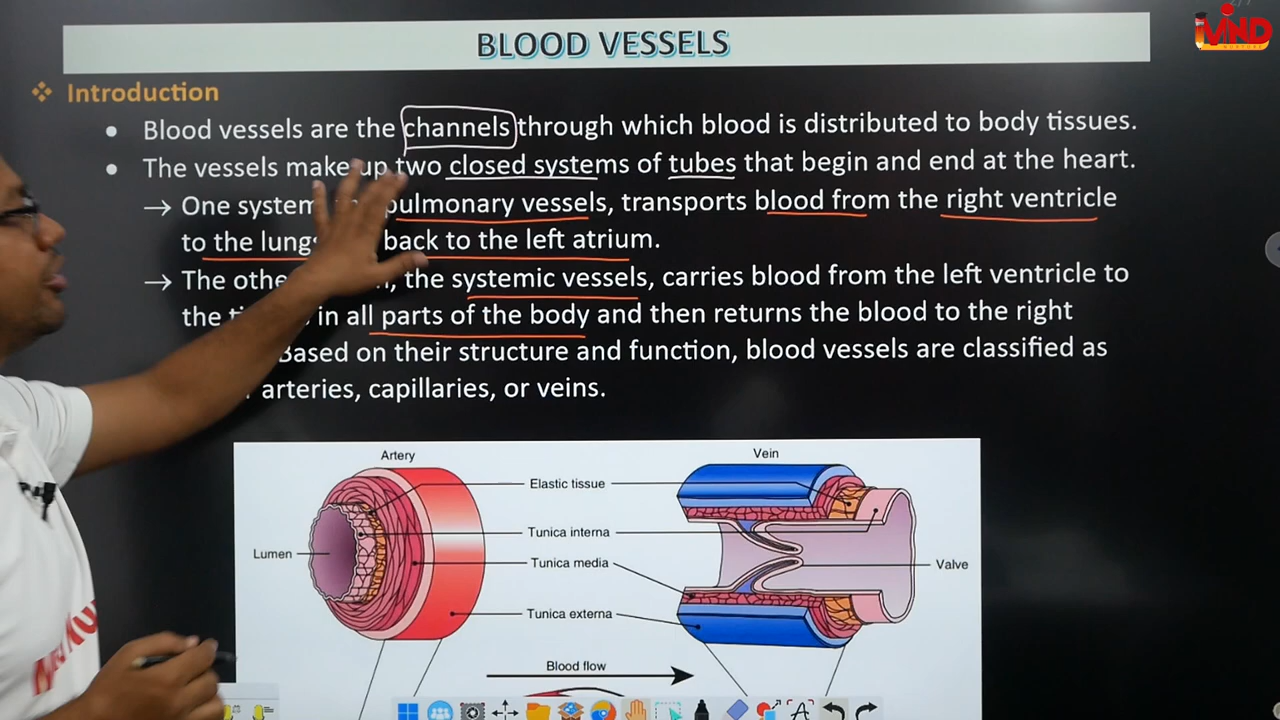 MIND
BLOOD VESSELS
❖ Introduction
• Blood vessels are the channels through which blood is distributed to body tissues.
• The vessels make up two closed systems of tubes that begin and end at the heart.
→ One system pulmonary vessels, transports blood from the right ventricle
to the lungs back to the left atrium.
→ The other the systemic vessels, carries blood from the left ventricle to
the in all parts of the body and then returns the blood to the right
Based on their structure and function, blood vessels are classified as
arteries, capillaries, or veins.
Artery Vein
Elastic tissue
Tunica interna
Lumen
Tunica media
Valve
Tunica externa
Blood flow